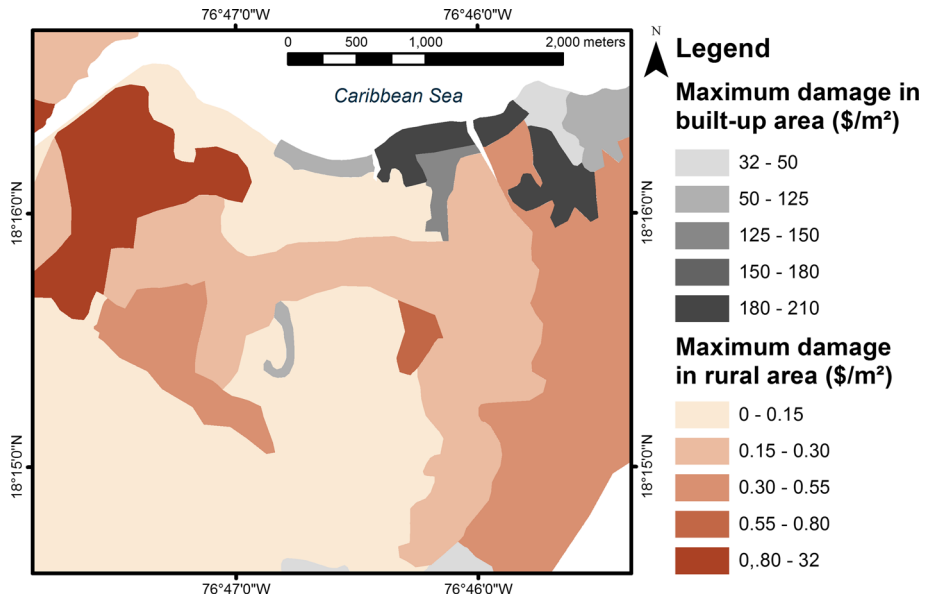 76°47'0"W
76°46'0"W
0 500 1,000 2,000 meters
N
Caribbean Sea
18°16'0"N
18°16'0"N
18°15'0"N
18°15'0"N
76°47'0"W
76°46'0"W
Legend
Maximum damage in
built-up area ($/m²)
32 - 50
50 - 125
125 - 150
150 - 180
180 - 210
Maximum damage
in rural area ($/m²)
0 - 0.15
0.15 - 0.30
0.30 - 0.55
0.55 - 0.80
0,.80 - 32